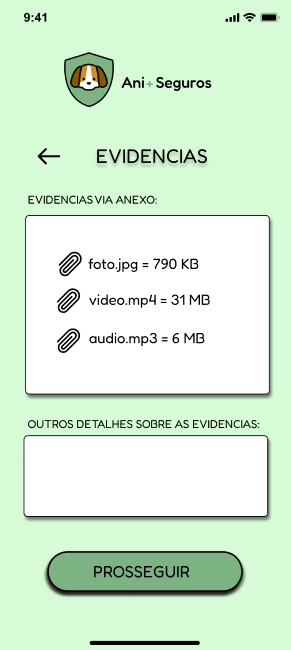 9:41
Ani+Seguros
EVIDENCIAS
EVIDENCIAS VIA ANEXO:
foto.jpg = 790 KB
video.mp4 = 31 MB
audio.mp3 = 6 MB
OUTROS DETALHES SOBRE AS EVIDENCIAS:
PROSSEGUIR